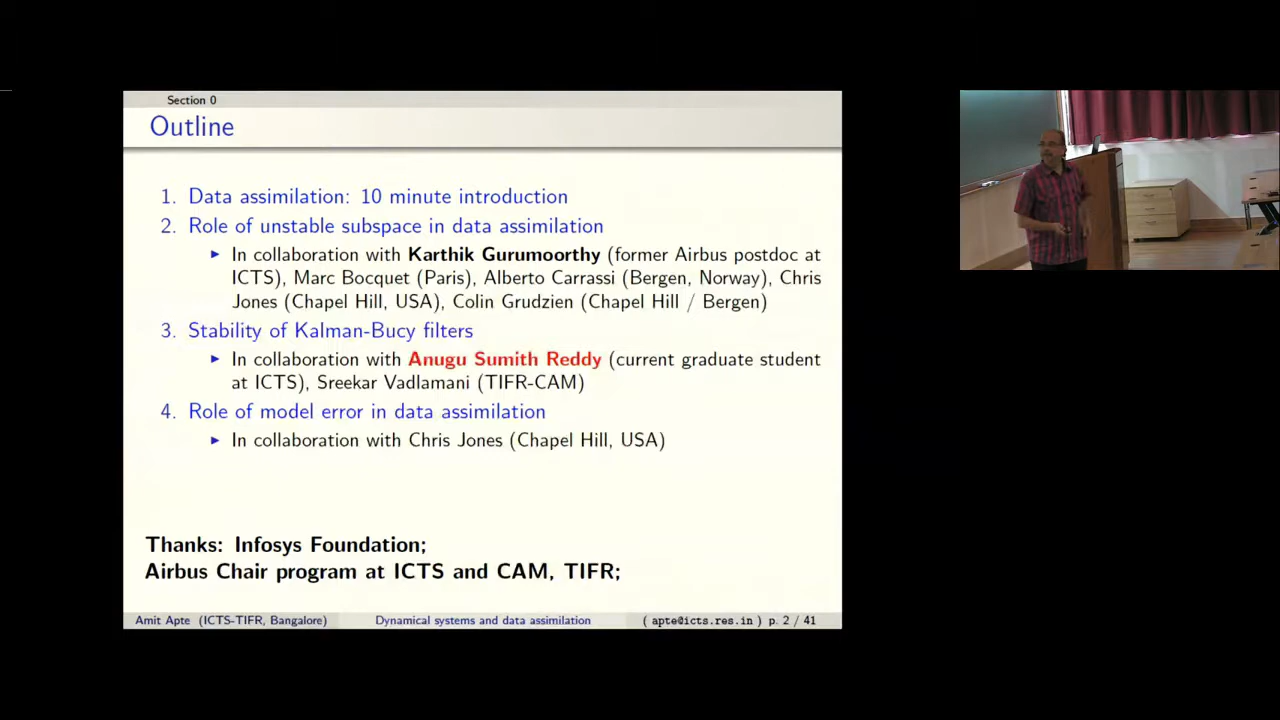 Section 0
Outline
1. Data assimilation: 10 minute introduction
2. Role of unstable subspace in data assimilation
▶ In collaboration with Karthik Gurumoorthy (former Airbus postdoc at
ICTS), Marc Bocquet (Paris), Alberto Carrassi (Bergen, Norway), Chris
Jones (Chapel Hill, USA), Colin Grudzien (Chapel Hill / Bergen)
3. Stability of Kalman-Bucy filters
▶ In collaboration with Anugu Sumith Reddy (current graduate student
at ICTS), Sreekar Vadlamani (TIFR-CAM)
4. Role of model error in data assimilation
▶ In collaboration with Chris Jones (Chapel Hill, USA)
Thanks: Infosys Foundation;
Airbus Chair program at ICTS and CAM, TIFR;
Amit Apte (ICTS-TIFR, Bangalore) Dynamical systems and data assimilation ( apte@icts.res.in ) p. 2 / 41